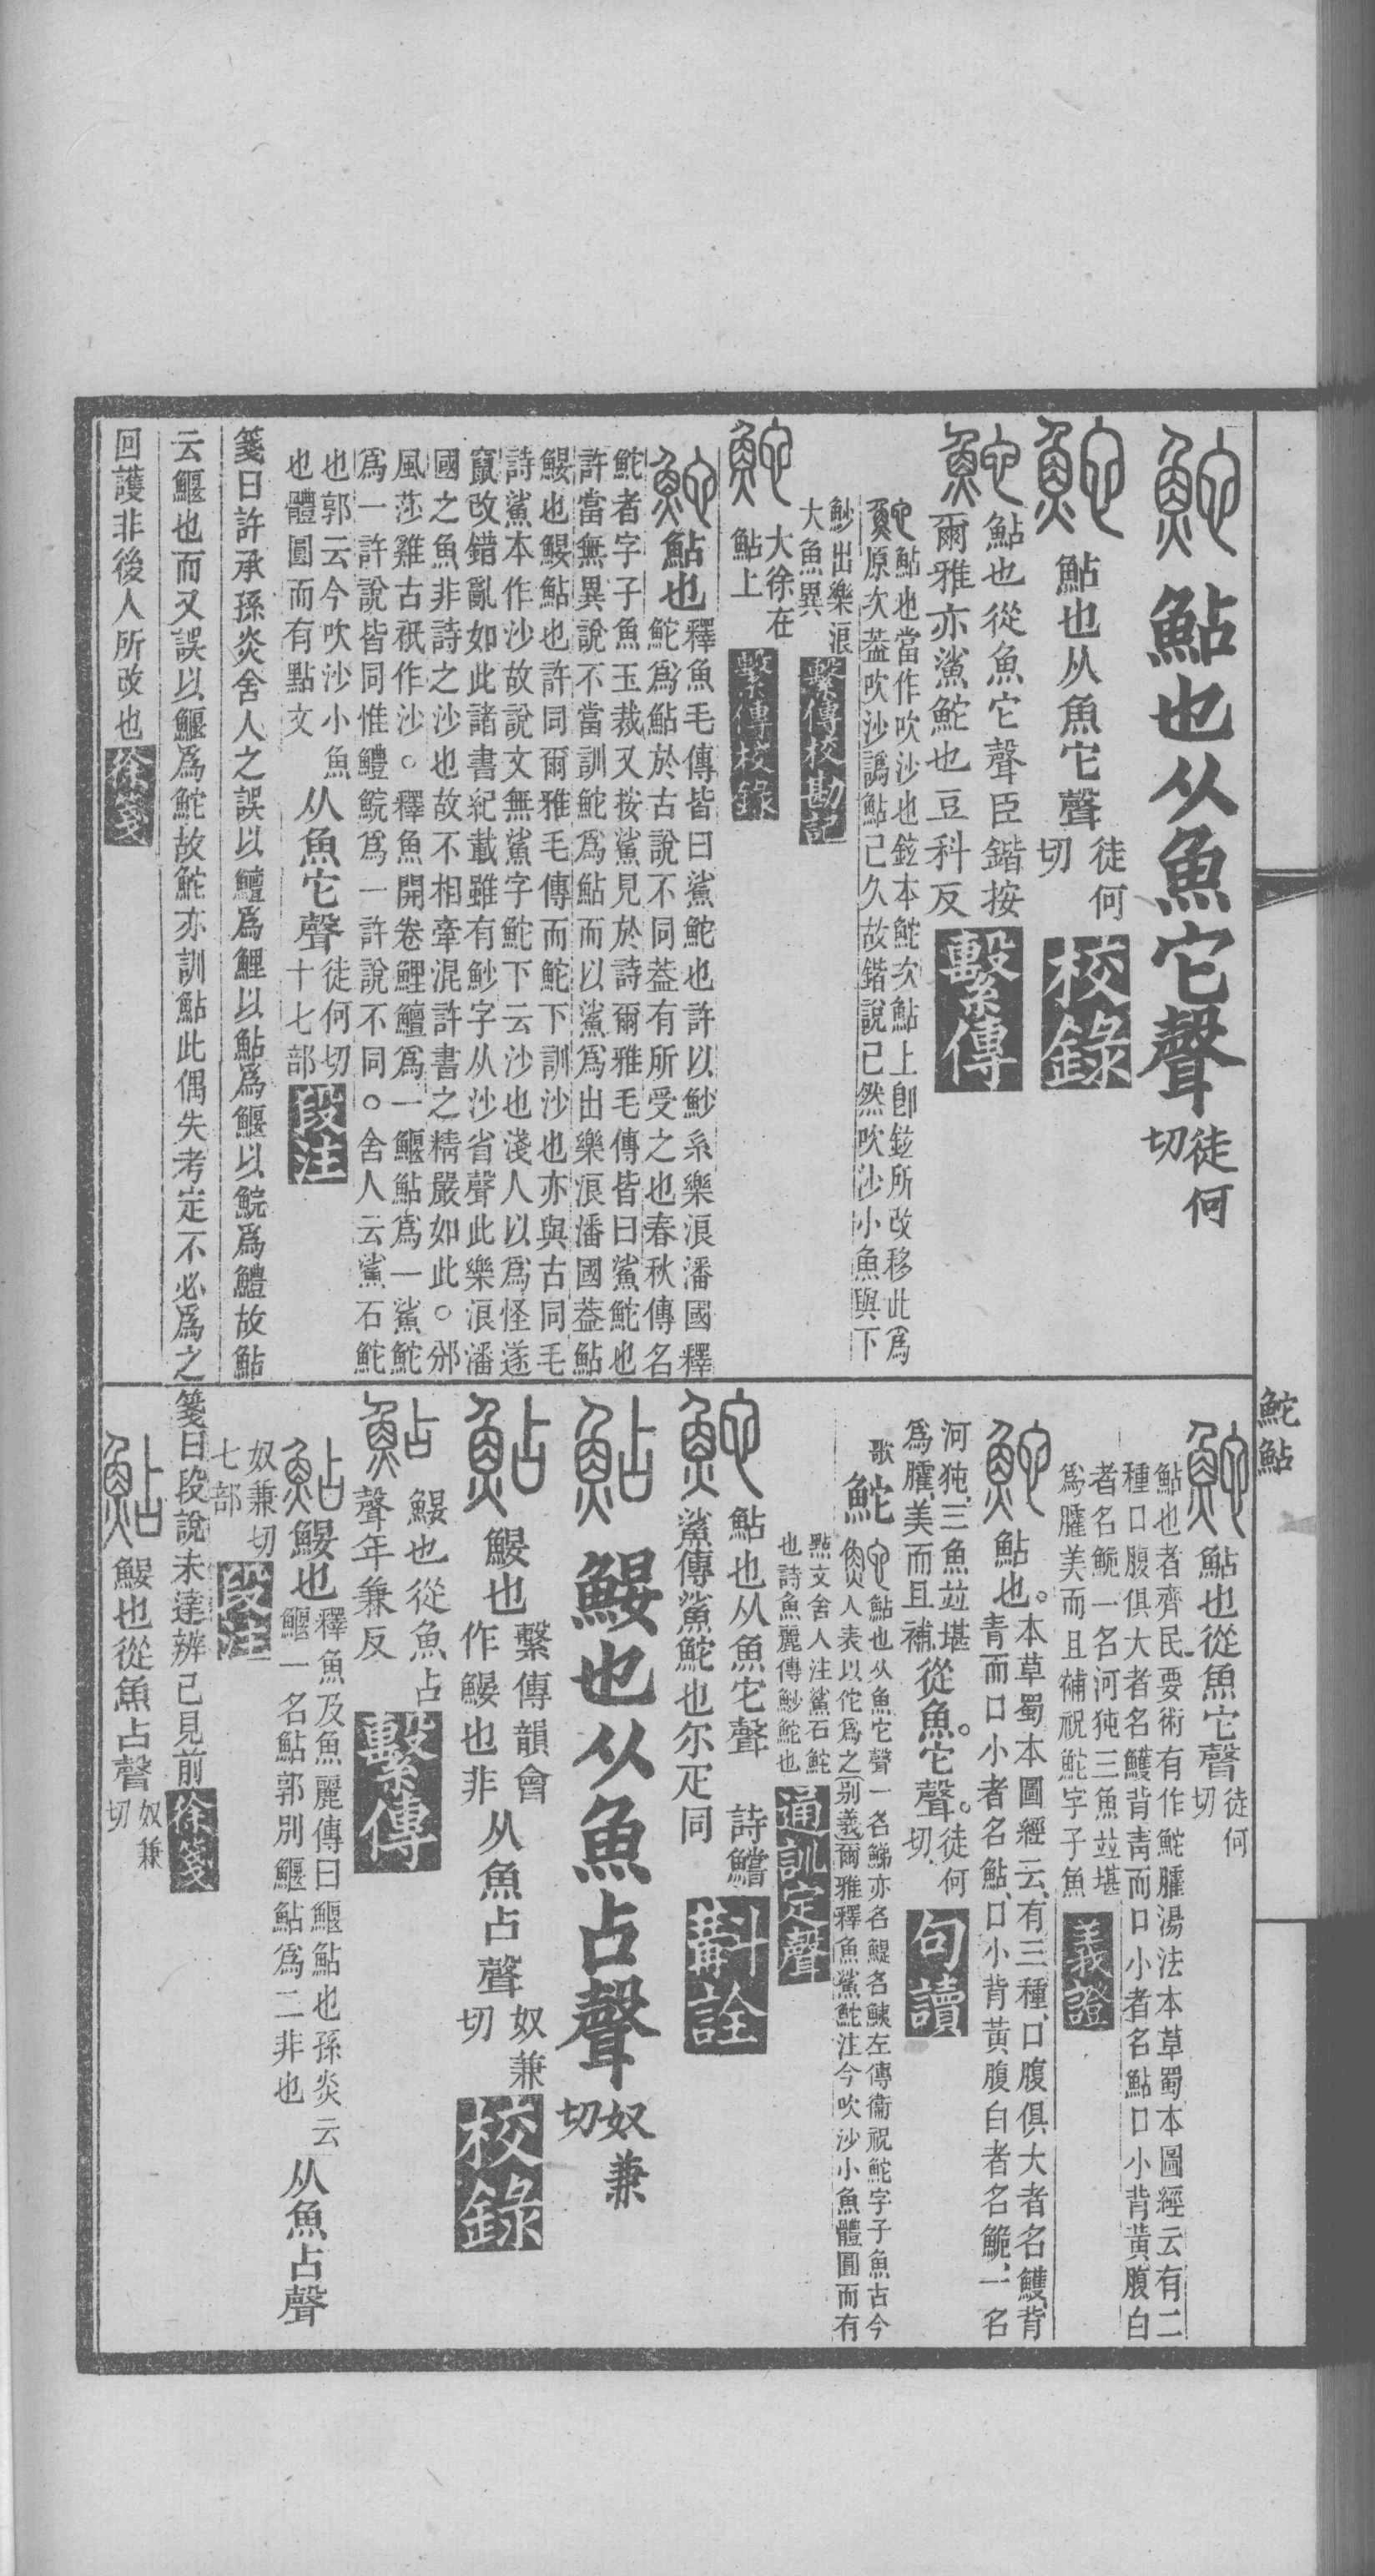 鮀鮎
鮎也从魚它聲徒何切
鮎也从魚它聲徒何切 校錄
鮎也從魚它聲臣鍇按
爾雅亦鯊鮀也豆科反 繫傳
鮎也當作吹沙也鉉本鮀次鮎上卽鉉所改移此爲
原次葢吹沙譌鮎已久故鍇說已然吹沙小魚與下
魦出樂浪
大魚異 繫傳校勘記
大徐在
鮎上 繫傳校錄
鮎也釋魚毛傳皆曰鯊鮀也許以魦系樂浪潘國釋
鮀爲鮎於古說不同葢有所受之也春秋傳名
鮀者字子魚玉裁又按鯊見於詩爾雅毛傳皆曰鯊鮀也
許當無異說不當訓鮀爲鮎而以鯊爲出樂浪潘國葢鮎
鰋也鰋鮎也許同爾雅毛傳而鮀下訓沙也亦與古同毛
詩鯊本作沙故說文無鯊字鮀下云沙也淺人以爲怪遂
竄改錯亂如此諸書紀載雖有魦字从沙省聲此樂浪潘
國之魚非詩之沙也故不相牽混許書之精嚴如此○邠
風莎雞古祇作沙○釋魚開卷鯉鱣爲一鰋鮎爲一鯊鮀
爲一許說皆同惟鱧鯇爲一許說不同○舍人云鯊石鮀
也郭云今吹沙小魚
也體圓而有點文
从魚它聲徒何切十七部 段注
箋曰許承孫炎舍人之誤以鱣爲鯉以鮎爲鰋以鯇爲鱧故鮎
云鰋也而又誤以鰋爲鮀故鮀亦訓鮎此偶失考定不必爲之
回護非後人所改也 徐箋
鮎也從魚它聲徒何切
鮎也者齊民要術有作鮀臛湯法本草蜀本圖經云有二
種口腹俱大者名鱯背青而口小者名鮎口小背黃腹白
者名鮠一名河㹠三魚竝堪
爲臛美而且補祝鮀字子魚 義證
鮎也。本草蜀本圖經云、有三種、口腹俱大者名鱯、背
青而口小者名鮎、口小背黃腹白者名鮠、一名
河㹠、三魚竝堪
爲臛、美而且補
從魚。它聲。徒何切 句讀
歌
鮀 鮎也从魚它聲一名鯷亦名鯷名鮧左傳衞祝鮀字子魚古今
人表以佗爲之(別義)爾雅釋魚鯊鮀注今吹沙小魚體圓而有
點文舍人注鯊石鮀
也詩魚麗傳魦鮀也 通訓定聲
鮎也从魚它聲 詩鱨
鯊傳鯊鮀也尔疋同 斠詮
鰋也从魚占聲奴兼切
鰋也繫傳韻會
作鰋也非
从魚占聲奴兼切 校錄
鰋也從魚占
聲年兼反 繫傳
鰋也釋魚及魚麗傳曰鰋鮎也孫炎云
鰋一名鮎郭別鰋鮎爲二非也
从魚占聲
奴兼切
七部 段注
箋曰段說未達辨已見前 徐箋
鰋也從魚占聲奴兼切